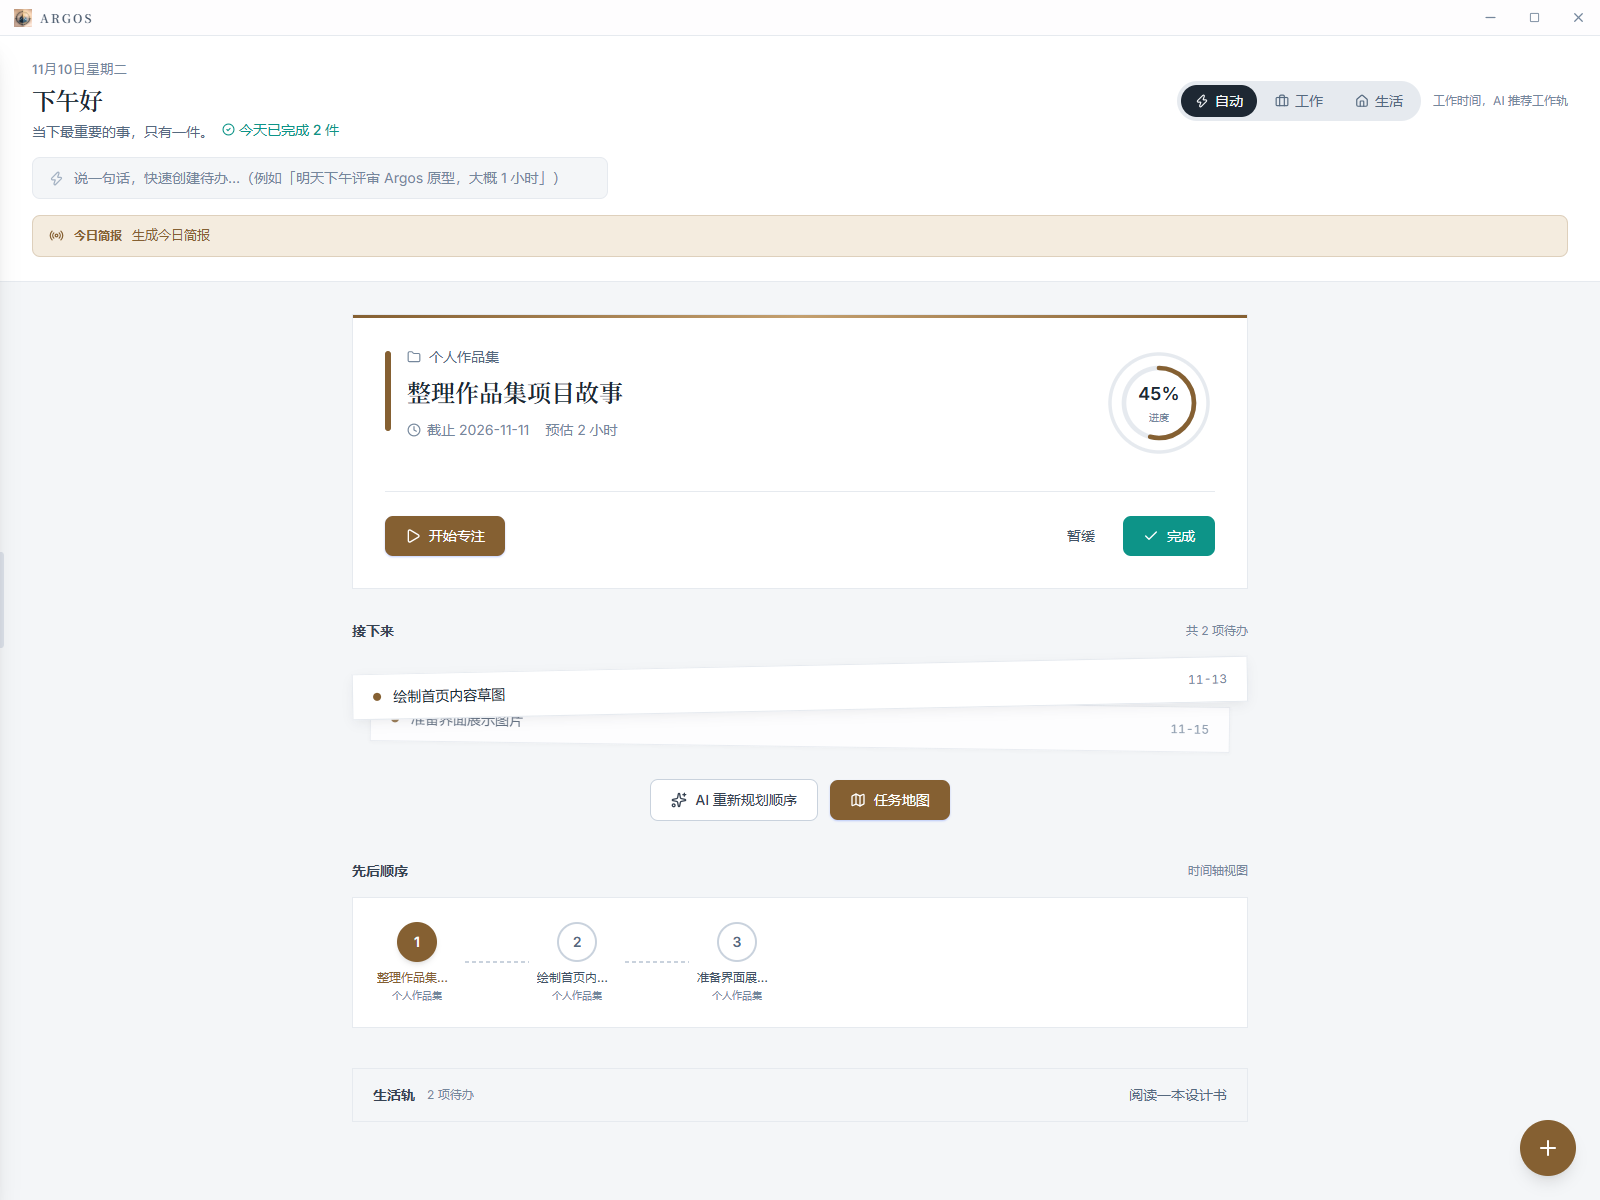 ARGOS
11月10日星期二
下午好
当下最重要的事，只有一件。 今天已完成 2 件
自动 工作 生活 工作时间，AI 推荐工作轨
说一句话，快速创建待办...（例如「明天下午评审 Argos 原型，大概 1 小时」）
今日简报 生成今日简报
个人作品集
整理作品集项目故事
截止 2026-11-11 预估 2 小时
45%
进度
开始专注 暂缓 完成
接下来 共 2 项待办
绘制首页内容草图 11-13
准备界面展示图片 11-15
AI 重新规划顺序 任务地图
先后顺序 时间轴视图
1 2 3
整理作品集... 绘制首页内... 准备界面展...
个人作品集 个人作品集 个人作品集
生活轨 2 项待办 阅读一本设计书